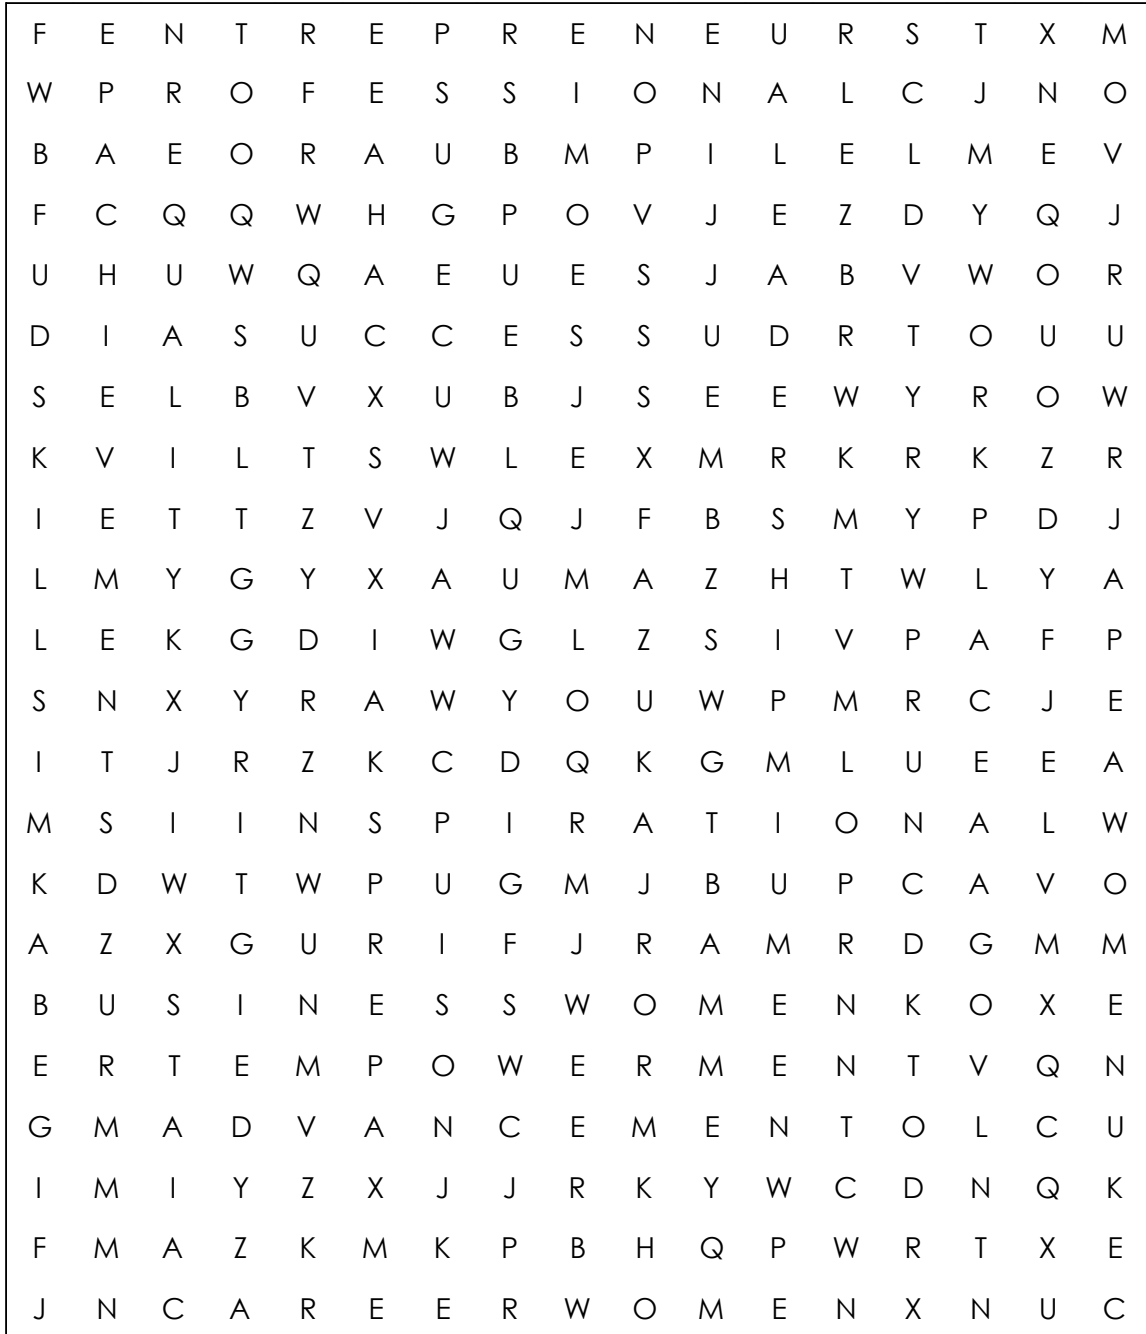 F E N T R E P R E N E U R S T X M
W P R O F E S S I O N A L C J N O
B A E O R A U B M P I L E L M E V
F C Q Q W H G P O V J E Z D Y Q J
U H U W Q A E U E S J A B V W O R
D I A S U C C E S S U D R T O U U
S E L B V X U B J S E E W Y R O W
K V I L T S W L E X M R K R K Z R
I E T T Z V J Q J F B S M Y P D J
L M Y G Y X A U M A Z H T W L Y A
L E K G D I W G L Z S I V P A F P
S N X Y R A W Y O U W P M R C J E
I T J R Z K C D Q K G M L U E E A
M S I I N S P I R A T I O N A L W
K D W T W P U G M J B U P C A V O
A Z X G U R I F J R A M R D G M M
B U S I N E S S W O M E N K O X E
E R T E M P O W E R M E N T V Q N
G M A D V A N C E M E N T O L C U
I M I Y Z X J J R K Y W C D N Q K
F M A Z K M K P B H Q P W R T X E
J N C A R E E R W O M E N X N U C